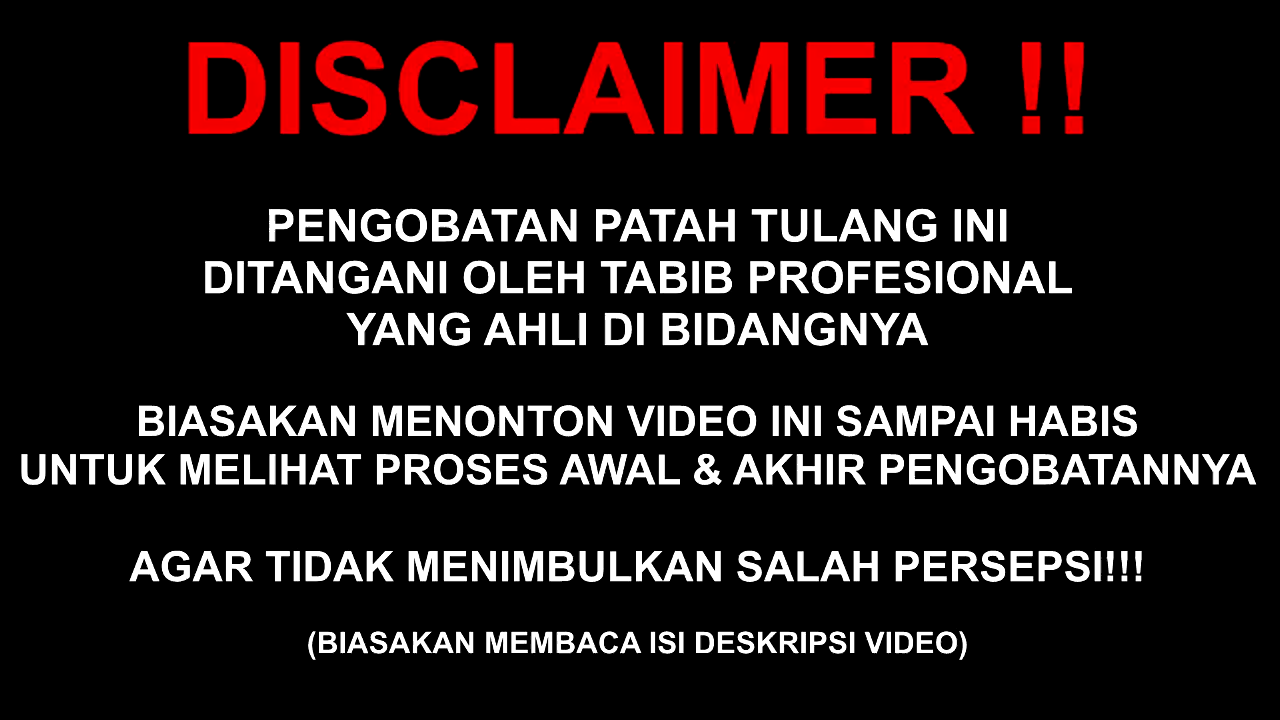 DISCLAIMER !!
PENGOBATAN PATAH TULANG INI
DITANGANI OLEH TABIB PROFESIONAL
YANG AHLI DI BIDANGNYA
BIASAKAN MENONTON VIDEO INI SAMPAI HABIS
UNTUK MELIHAT PROSES AWAL & AKHIR PENGOBATANNYA
AGAR TIDAK MENIMBULKAN SALAH PERSEPSI!!!
(BIASAKAN MEMBACA ISI DESKRIPSI VIDEO)